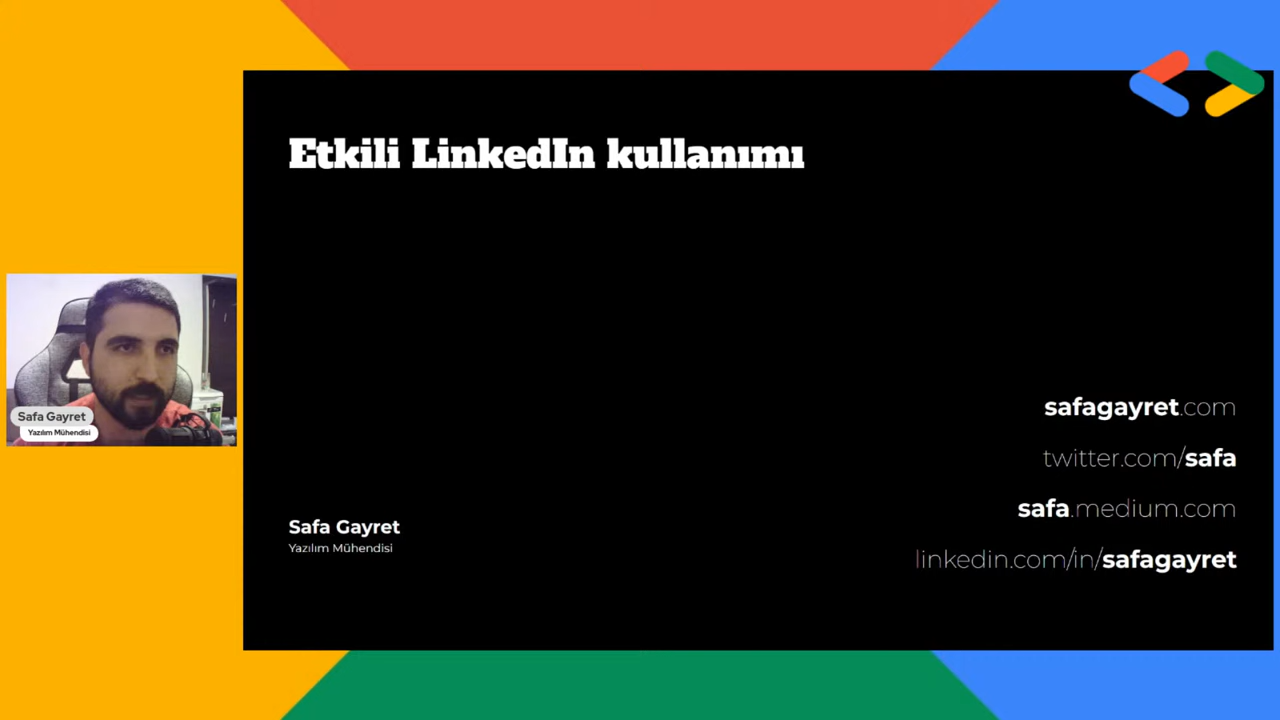 Etkili LinkedIn kullanımı
Safa Gayret
Yazılım Mühendisi
safagayret.com
twitter.com/safa
safa.medium.com
Safa Gayret
Yazılım Mühendisi
linkedin.com/in/safagayret